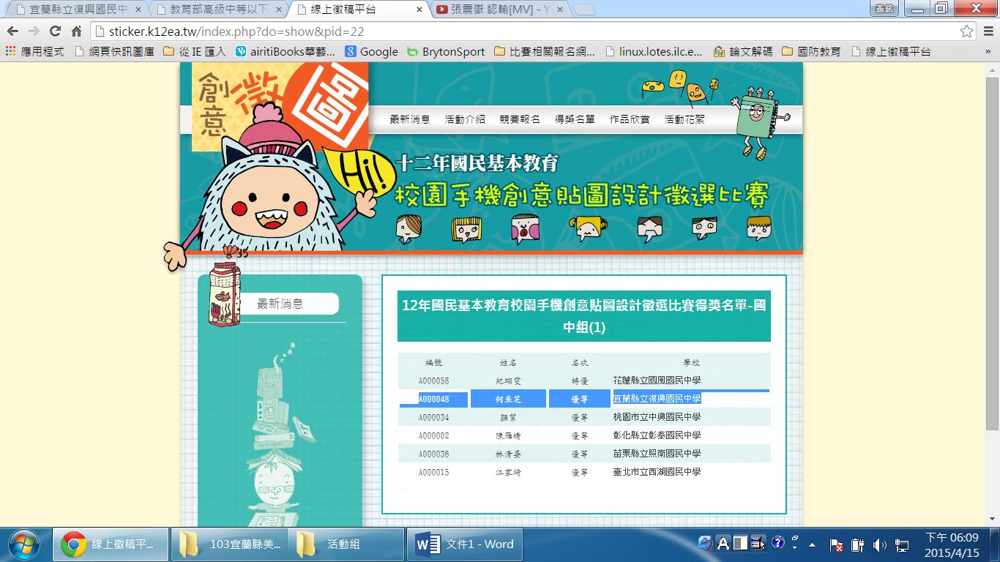 宜蘭縣立復興國民中
教育部高級中等以下
線上徵稿平台
張震嶽 認輸[MV] - Y
義銘
sticker.k12ea.tw/index.php?do=show&pid=22
應用程式 網頁快訊圖庫 從 IE 匯入 airitiBooks華藝... Google BrytonSport 比賽相關報名網... linux.lotes.ilc.e... 論文解碼 國防教育 線上徵稿平台 »
創意徵圖
最新消息 活動介紹 競賽報名 得獎名單 作品欣賞 活動花絮
Hi!
十二年國民基本教育
校園手機創意貼圖設計徵選比賽
35
最新消息
12年國民基本教育校園手機創意貼圖設計徵選比賽得獎名單-國
中組(1)
編號 姓名 名次 學校
A000058 紀翊雯 特優 花蓮縣立國風國民中學
A000048 何采芝 優等 宜蘭縣立復興國民中學
A000034 顏絜 優等 桃園市立中興國民中學
A000002 陳雁晴 優等 彰化縣立彰泰國民中學
A000036 林清晏 優等 苗栗縣立照南國民中學
A000015 江家綺 優等 臺北市立西湖國民中學
線上徵稿平... 103宜蘭縣美... 活動組 文件1 - Word
A
下午 06:09
2015/4/15